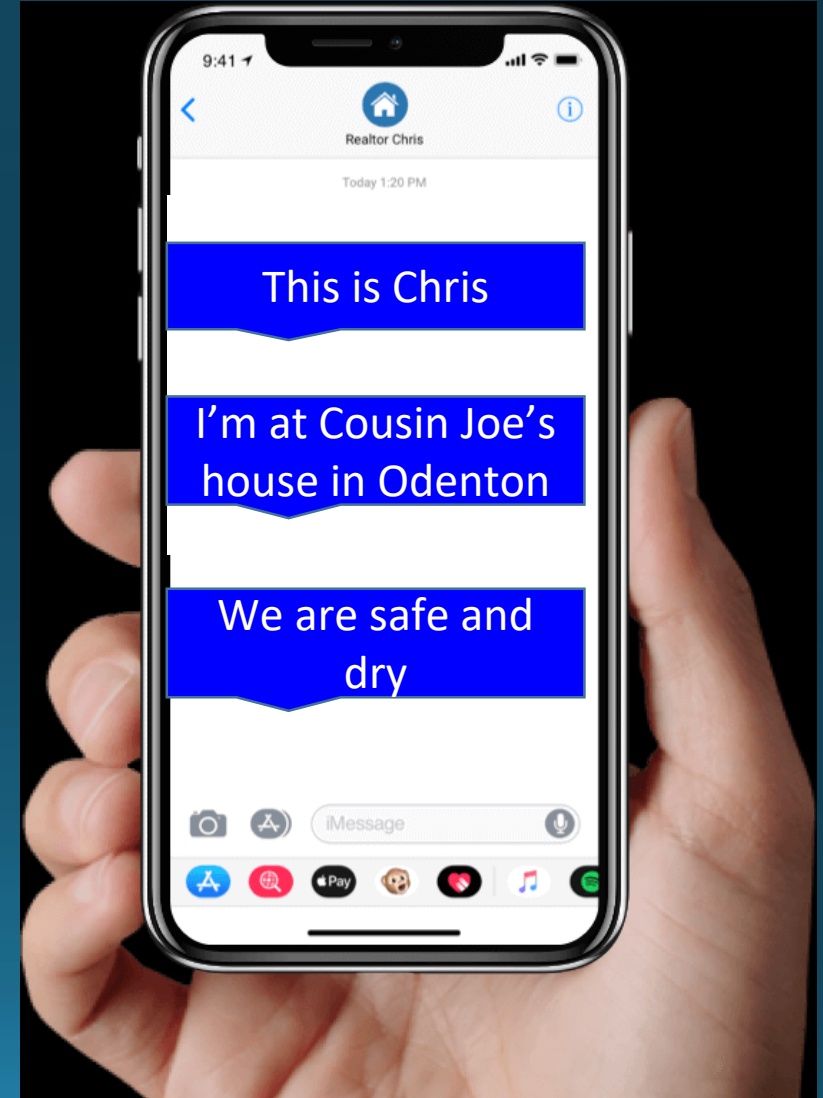 9:41
Realtor Chris
Today 1:20 PM
This is Chris
I’m at Cousin Joe’s
house in Odenton
We are safe and
dry
iMessage
Pay